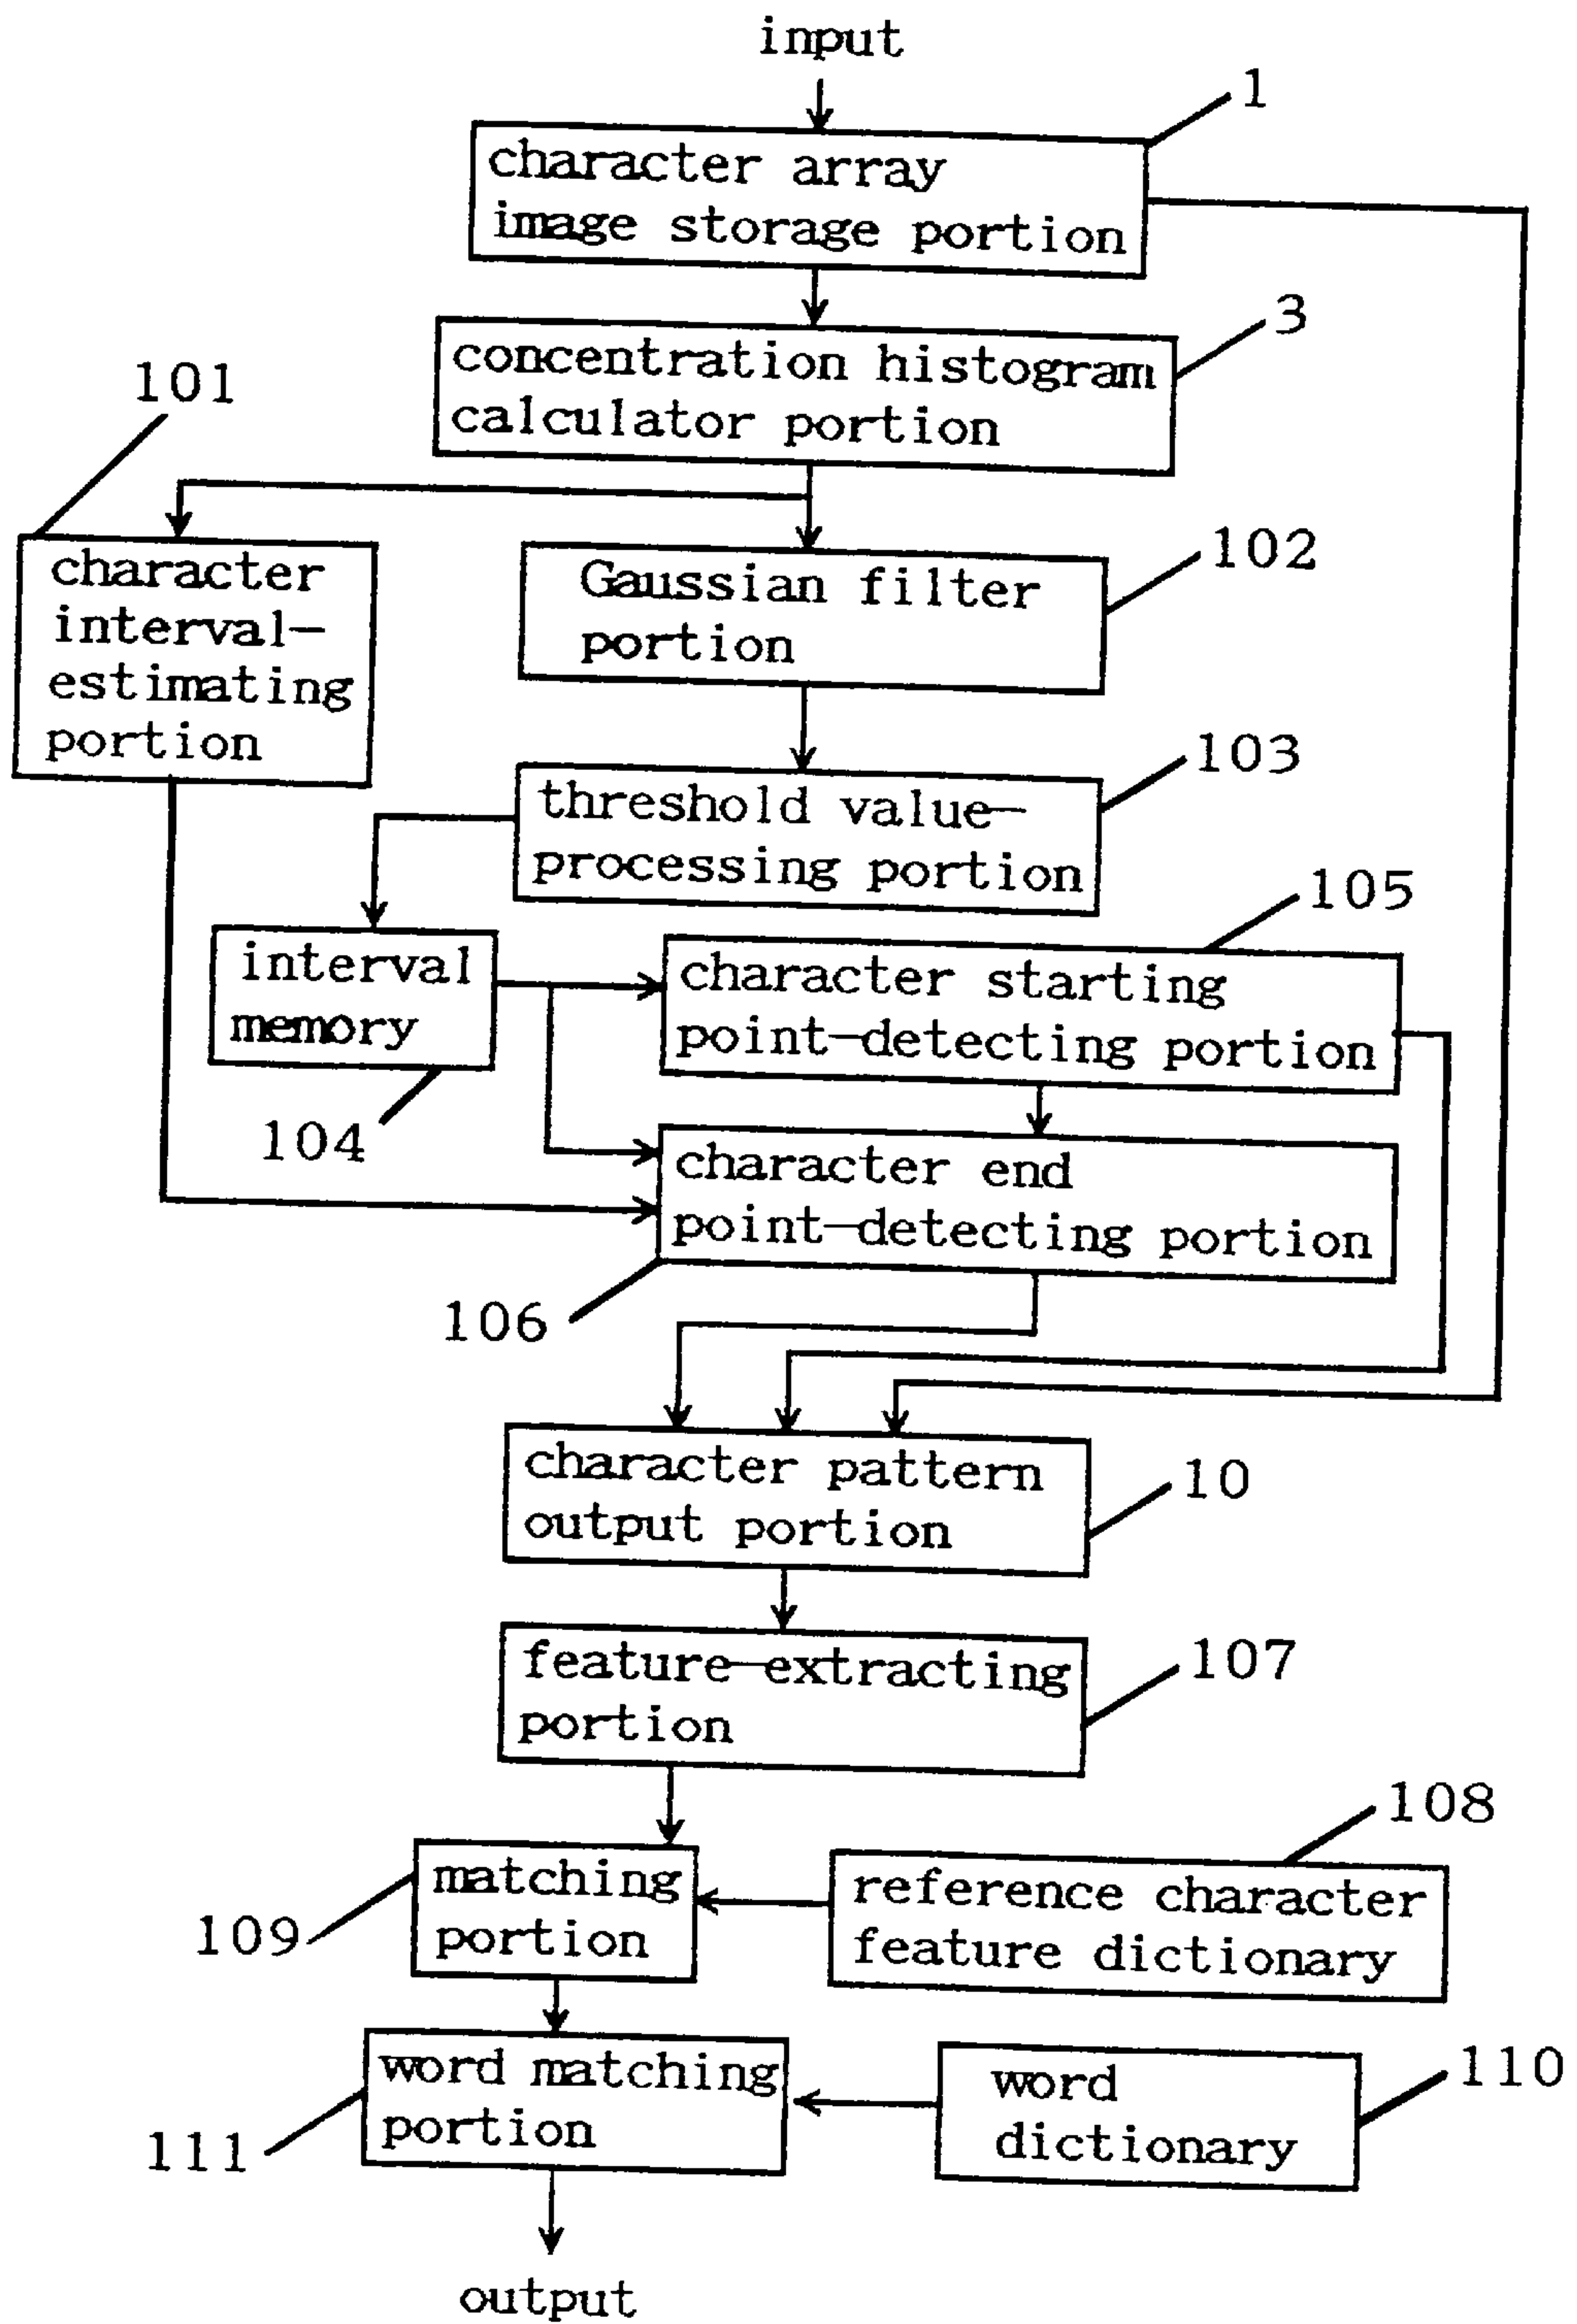 input
1
character array
image storage portion
3
concentration histogram
calculator portion
101
character
interval-
estimating
portion
102
Gaussian filter
portion
103
threshold value-
processing portion
104
interval
memory
105
character starting
point-detecting portion
character end
point-detecting portion
106
character pattern
output portion
10
feature-extracting
portion
107
108
matching
portion
109
reference character
feature dictionary
word matching
portion
111
word
dictionary
110
output